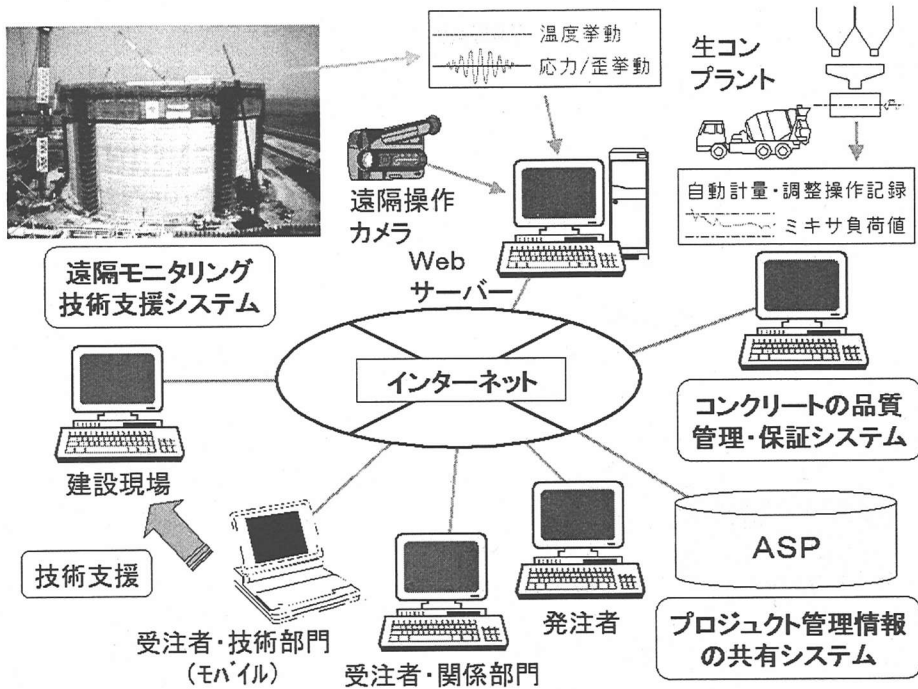 温度挙動
応力/歪挙動
生コン
プラント
遠隔操作
カメラ
自動計量・調整操作記録
ミキサ負荷値
遠隔モニタリング
技術支援システム
Web
サーバー
インターネット
コンクリートの品質
管理・保証システム
建設現場
技術支援
ASP
受注者・技術部門
(モバイル)
受注者・関係部門
発注者
プロジェクト管理情報
の共有システム